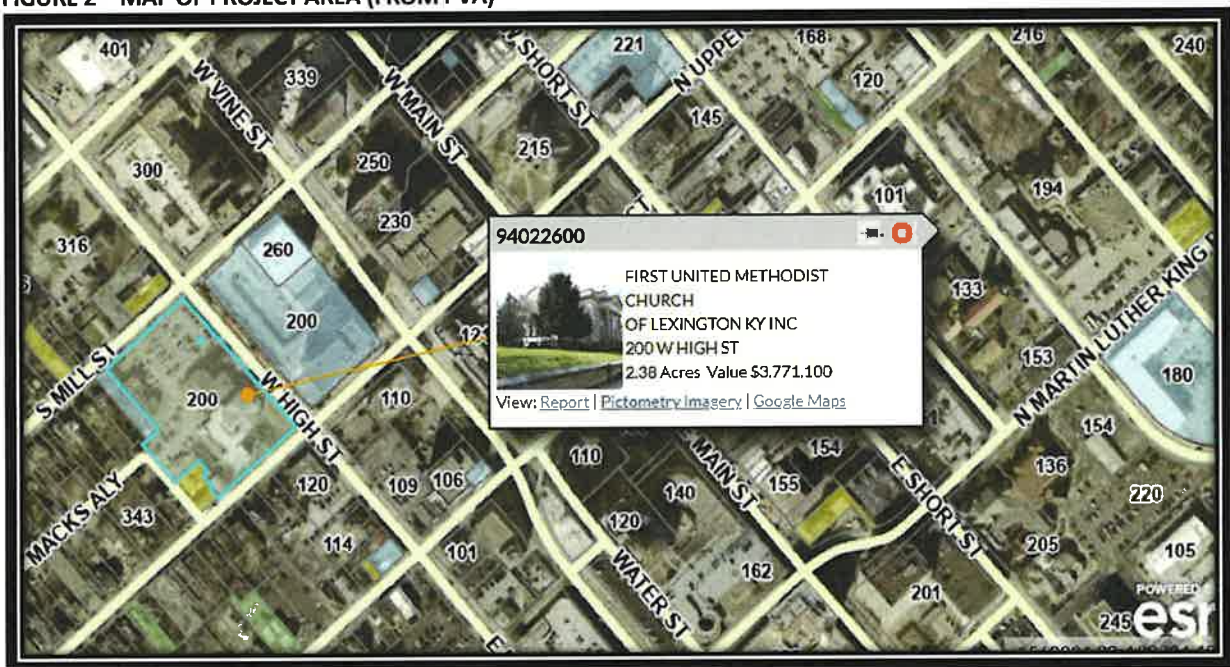 FIGURE 2 – MAP OF PROJECT AREA (FROM PVA)
401
W VINE ST
339
W MAIN ST
W SHORT ST
221
N UPPER
168
120
216
240
300
250
215
145
230
101
194
316
260
200
94022600
FIRST UNITED METHODIST
CHURCH
OF LEXINGTON KY INC
200 W HIGH ST
2.38 Acres Value $3,771,100
View: Report | Pictometry Imagery | Google Maps
133
153
N MARTIN LUTHER KING
180
S MILL ST
200
W HIGH ST
110
MACKS ALY
343
120
109
106
114
101
110
140
120
WATER ST
MAIN ST
162
155
154
E SHORT ST
154
136
220
205
105
201
245
POWERED
esri